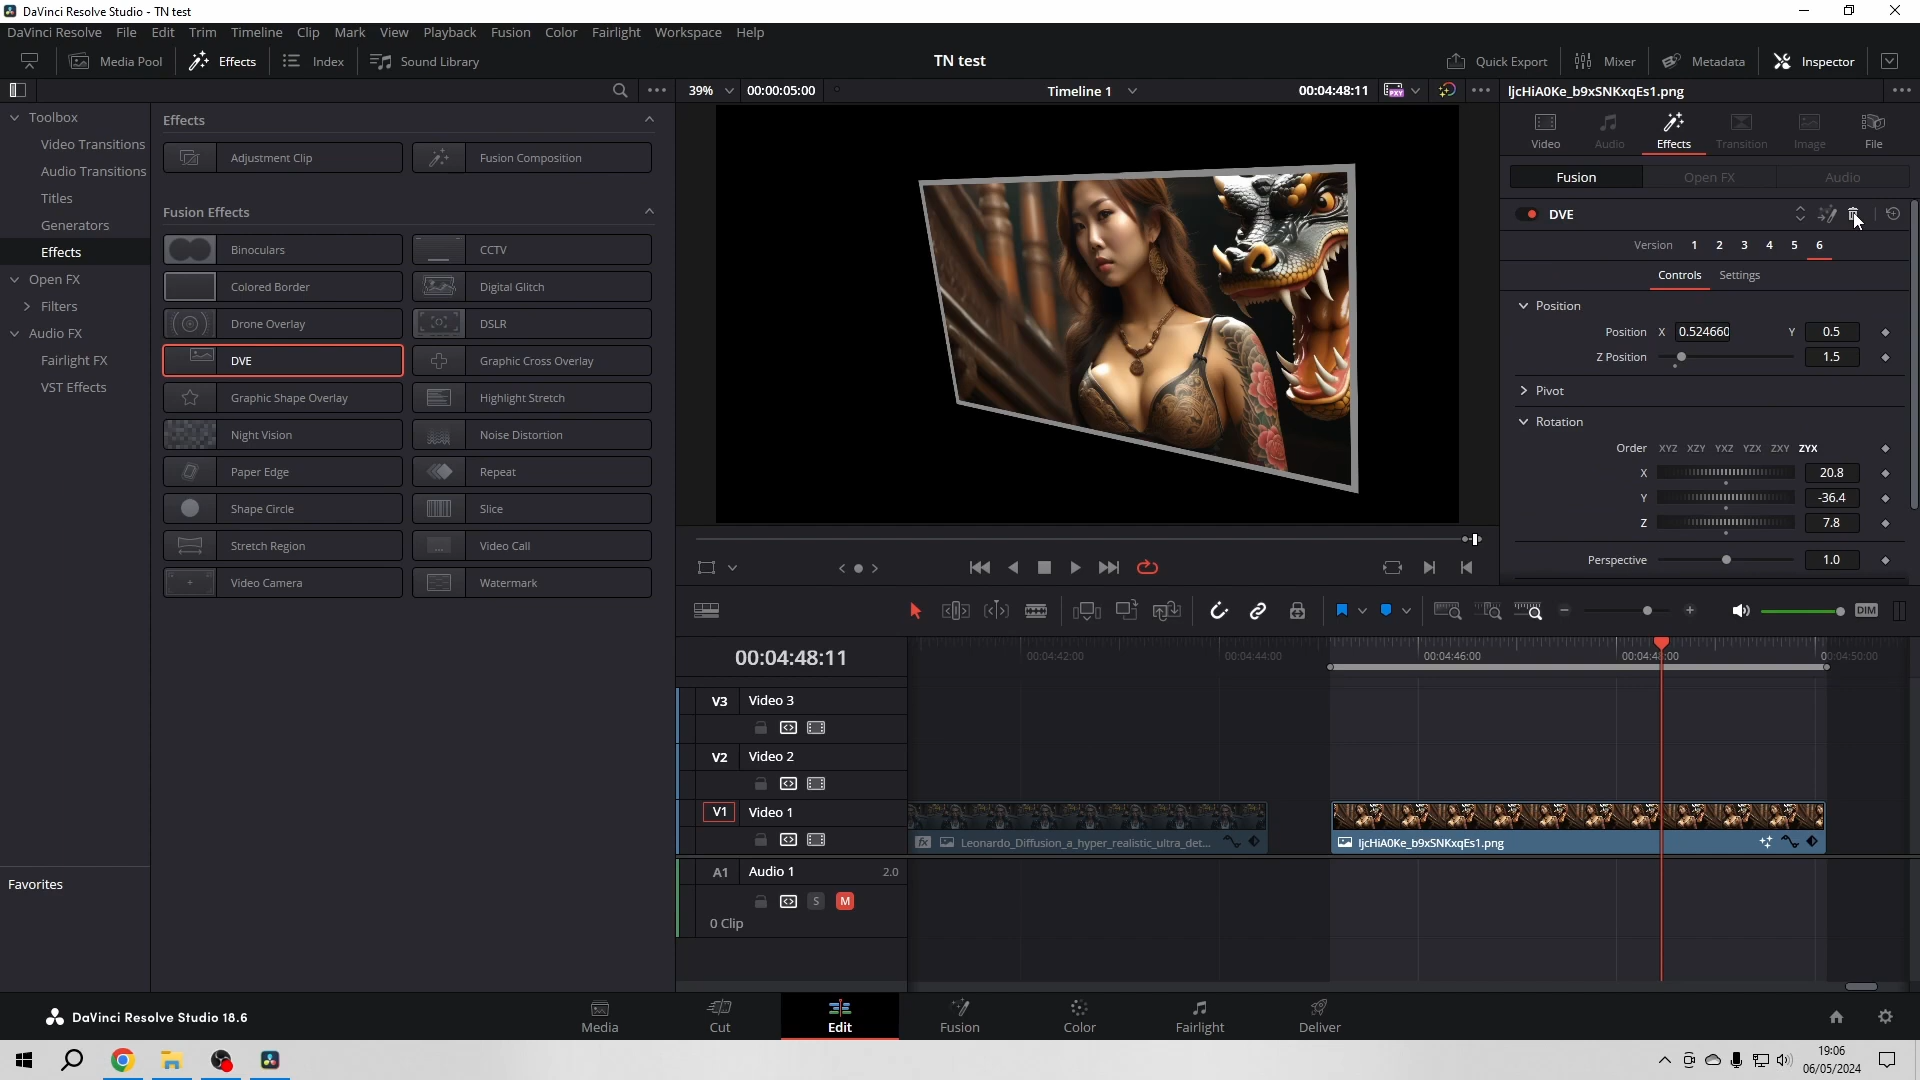 DaVinci Resolve Studio - TN test
DaVinci Resolve File Edit Trim Timeline Clip Mark View Playback Fusion Color Fairlight Workspace Help
Media Pool Effects Index Sound Library TN test Quick Export Mixer Metadata Inspector
39% 00:00:05:00 Timeline 1 00:04:48:11 PXY ljcHiA0Ke_b9xSNKxqEs1.png
Toolbox
Video Transitions
Audio Transitions
Titles
Generators
Effects
Open FX
Filters
Audio FX
Fairlight FX
VST Effects
Favorites
Effects
Adjustment Clip Fusion Composition
Fusion Effects
Binoculars CCTV
Colored Border Digital Glitch
Drone Overlay DSLR
DVE Graphic Cross Overlay
Graphic Shape Overlay Highlight Stretch
Night Vision Noise Distortion
Paper Edge Repeat
Shape Circle Slice
Stretch Region Video Call
Video Camera Watermark
Video Audio Effects Transition Image File
Fusion Open FX Audio
DVE
Version 1 2 3 4 5 6
Controls Settings
Position
Position X 0.524660 Y 0.5
Z Position 1.5
Pivot
Rotation
Order XYZ XZY YXZ YZX ZXY ZYX
X 20.8
Y -36.4
Z 7.8
Perspective 1.0
DIM
00:04:48:11 00:04:42:00 00:04:44:00 00:04:46:00 00:04:48:00 00:04:50:00
V3 Video 3
V2 Video 2
V1 Video 1
fx Leonardo_Diffusion_a_hyper_realistic_ultra_det... ljcHiA0Ke_b9xSNKxqEs1.png
A1 Audio 1 2.0
S M
0 Clip
DaVinci Resolve Studio 18.6 Media Cut Edit Fusion Color Fairlight Deliver
19:06
06/05/2024